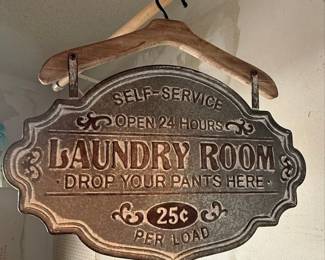 SELF-SERVICE
OPEN 24 HOURS
LAUNDRY ROOM
· DROP YOUR PANTS HERE ·
25¢
PER LOAD